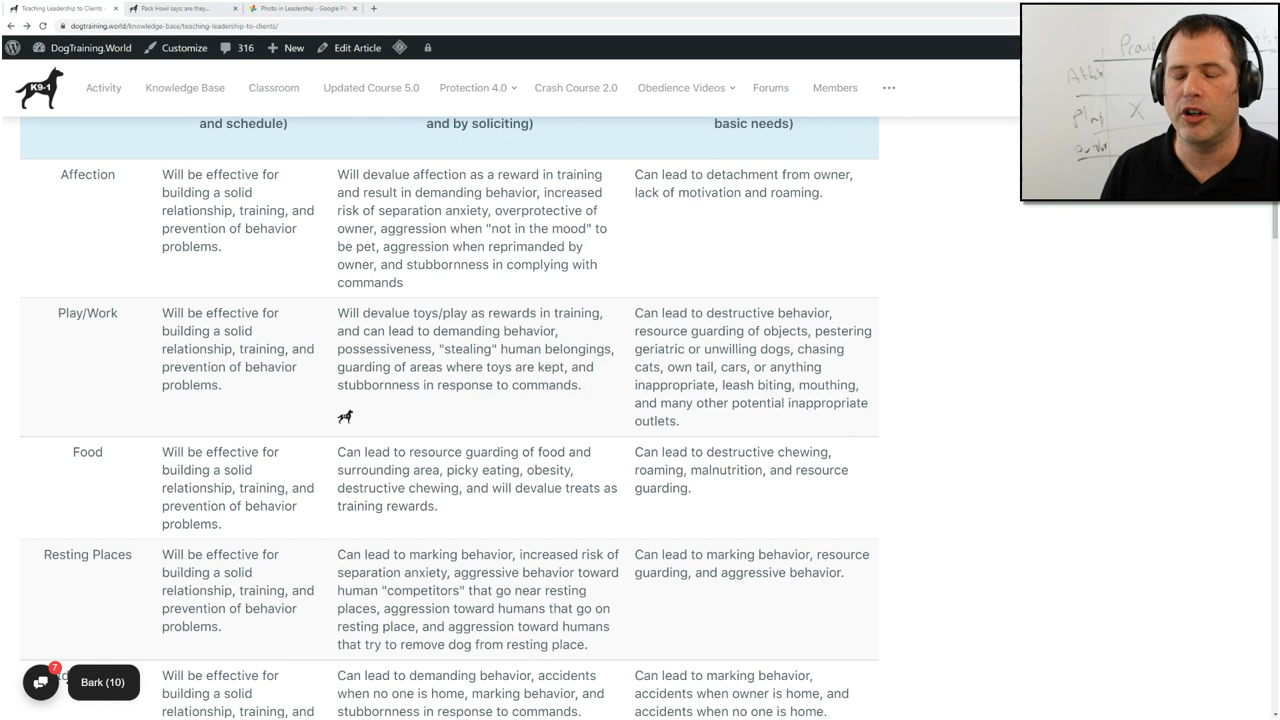 Teaching Leadership to Clients -
Pack Howl says: are they...
Photo in Leadership - Google Ph
dogtraining.world/knowledge-base/teaching-leadership-to-clients/
DogTraining.World Customize 316 New Edit Article
K9-1 Activity Knowledge Base Classroom Updated Course 5.0 Protection 4.0 Crash Course 2.0 Obedience Videos Forums Members
and schedule)
and by soliciting)
basic needs)
Affection
Will be effective for
building a solid
relationship, training, and
prevention of behavior
problems.
Will devalue affection as a reward in training
and result in demanding behavior, increased
risk of separation anxiety, overprotective of
owner, aggression when "not in the mood" to
be pet, aggression when reprimanded by
owner, and stubbornness in complying with
commands
Can lead to detachment from owner,
lack of motivation and roaming.
Play/Work
Will be effective for
building a solid
relationship, training, and
prevention of behavior
problems.
Will devalue toys/play as rewards in training,
and can lead to demanding behavior,
possessiveness, "stealing" human belongings,
guarding of areas where toys are kept, and
stubbornness in response to commands.
Can lead to destructive behavior,
resource guarding of objects, pestering
geriatric or unwilling dogs, chasing
cats, own tail, cars, or anything
inappropriate, leash biting, mouthing,
and many other potential inappropriate
outlets.
Food
Will be effective for
building a solid
relationship, training, and
prevention of behavior
problems.
Can lead to resource guarding of food and
surrounding area, picky eating, obesity,
destructive chewing, and will devalue treats as
training rewards.
Can lead to destructive chewing,
roaming, malnutrition, and resource
guarding.
Resting Places
Will be effective for
building a solid
relationship, training, and
prevention of behavior
problems.
Can lead to marking behavior, increased risk of
separation anxiety, aggressive behavior toward
human "competitors" that go near resting
places, aggression toward humans that go on
resting place, and aggression toward humans
that try to remove dog from resting place.
Can lead to marking behavior, resource
guarding, and aggressive behavior.
Will be effective for
building a solid
relationship, training, and
Can lead to demanding behavior, accidents
when no one is home, marking behavior, and
stubbornness in response to commands.
Can lead to marking behavior,
accidents when owner is home, and
accidents when no one is home.
7
Bark (10)
Play X